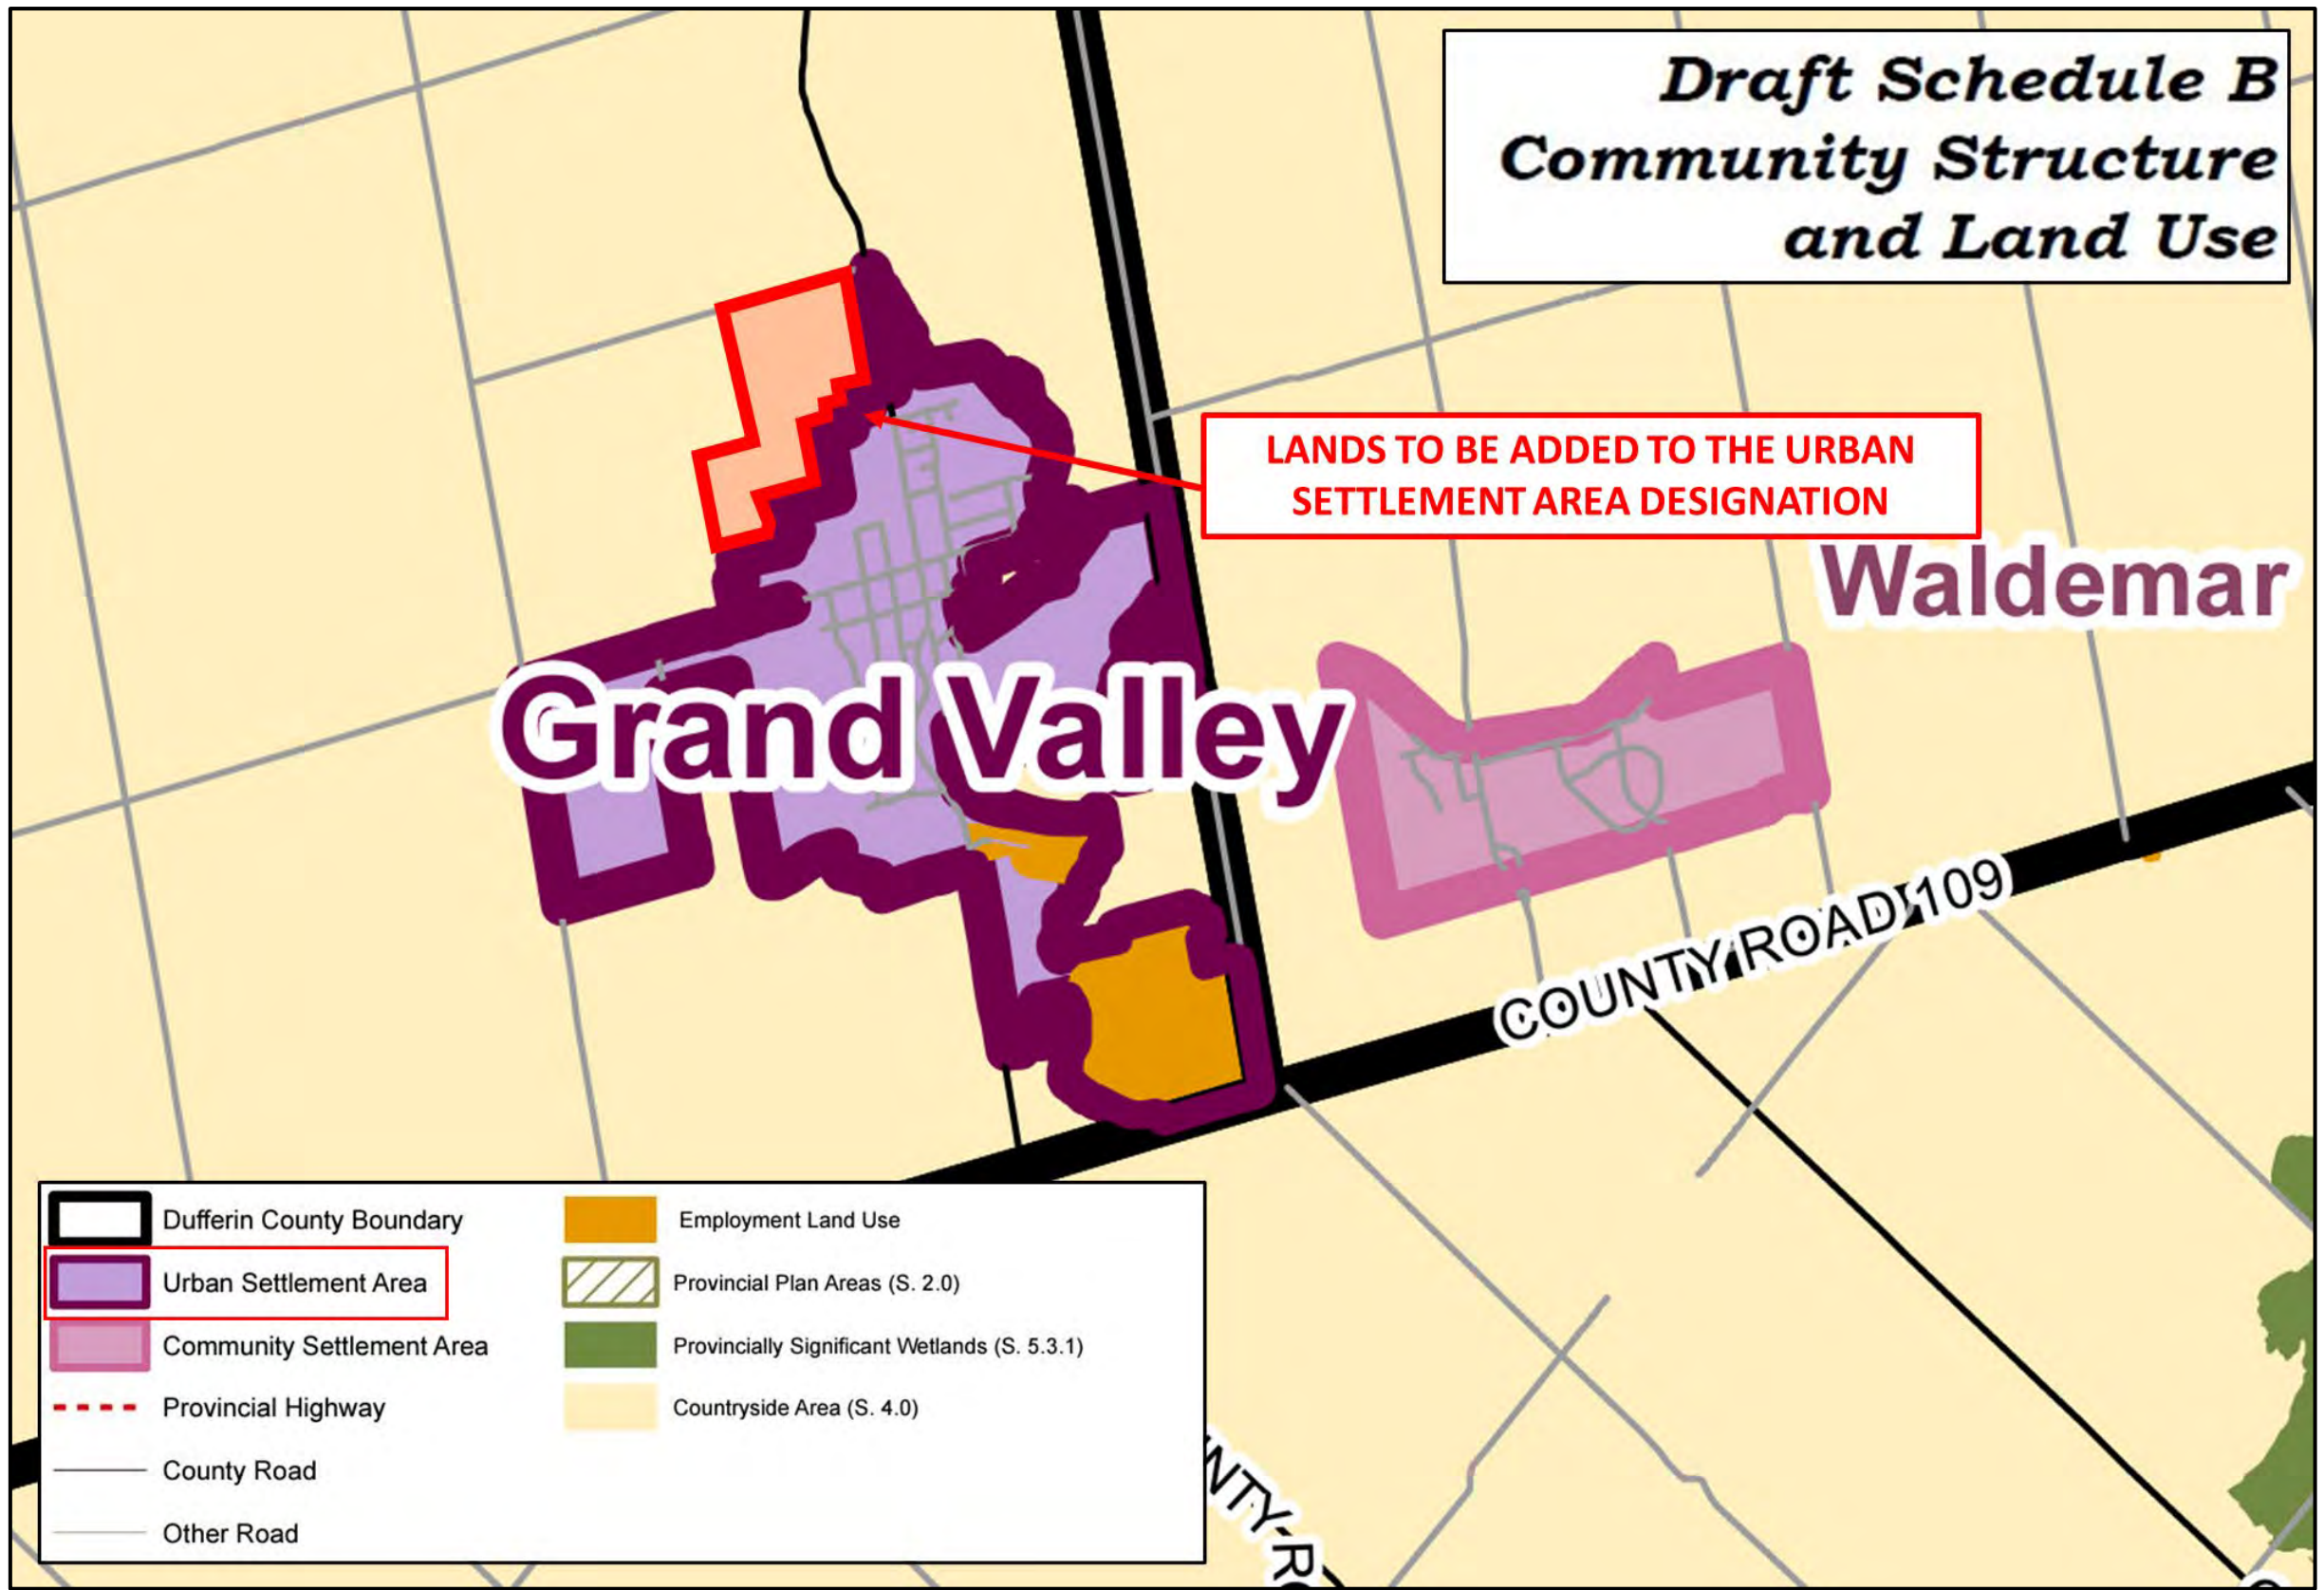 Draft Schedule B
Community Structure
and Land Use
LANDS TO BE ADDED TO THE URBAN
SETTLEMENT AREA DESIGNATION
Waldemar
Grand Valley
COUNTY ROAD 109
Dufferin County Boundary
Urban Settlement Area
Community Settlement Area
Provincial Highway
County Road
Other Road
Employment Land Use
Provincial Plan Areas (S. 2.0)
Provincially Significant Wetlands (S. 5.3.1)
Countryside Area (S. 4.0)